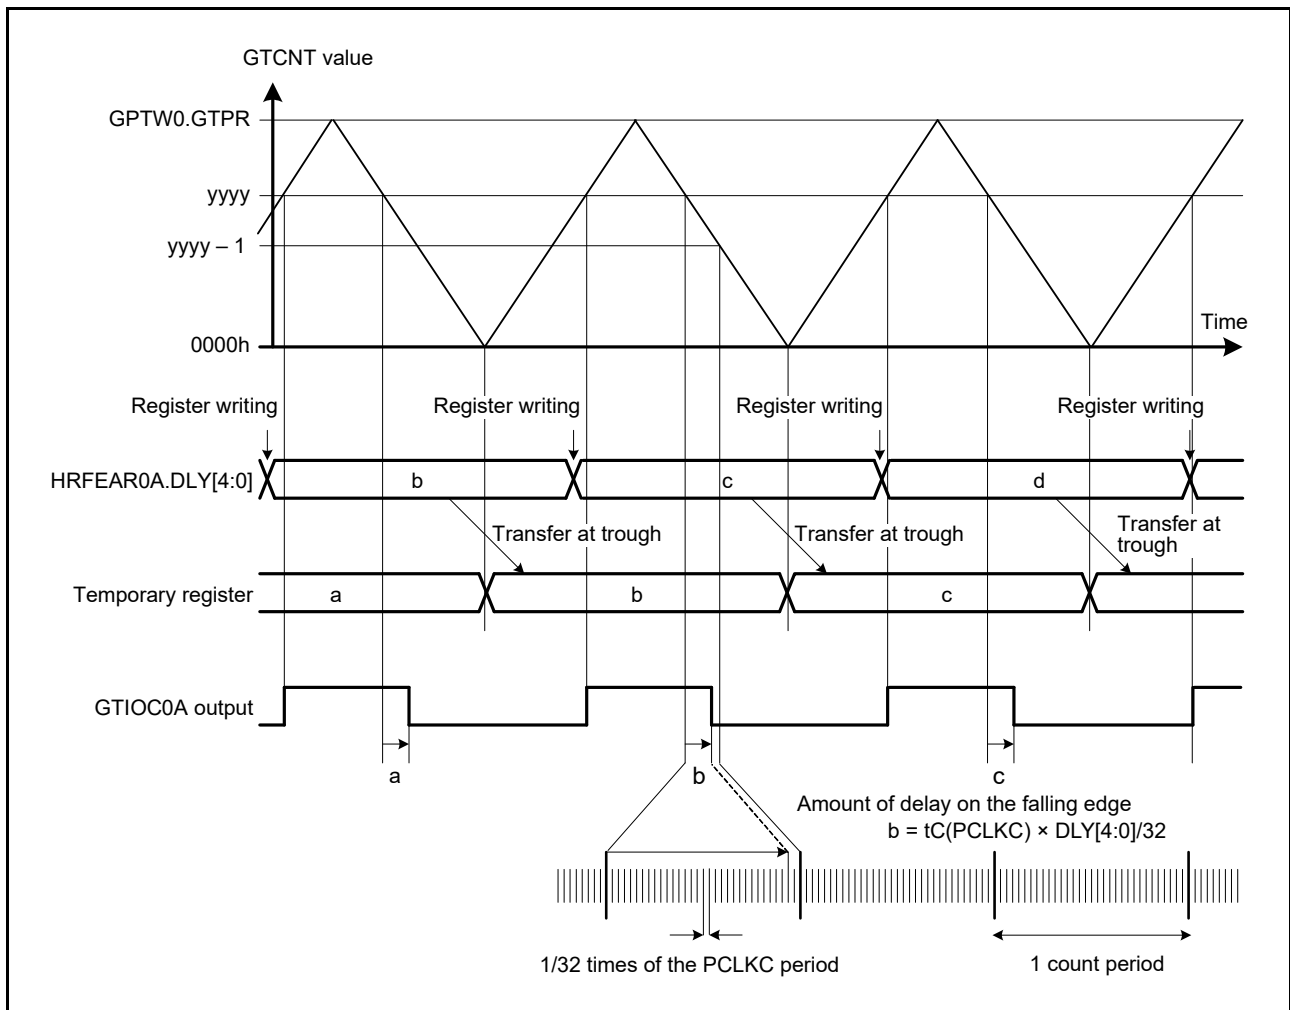 GTCNT value
GPTW0.GTPR
yyyy
yyyy – 1
0000h
Time
Register writing Register writing Register writing Register writing
HRFEAR0A.DLY[4:0] b c d
Transfer at trough Transfer at trough Transfer at
trough
Temporary register a b c
GTIOC0A output
a b c
Amount of delay on the falling edge
b = tC(PCLKC) × DLY[4:0]/32
1/32 times of the PCLKC period 1 count period